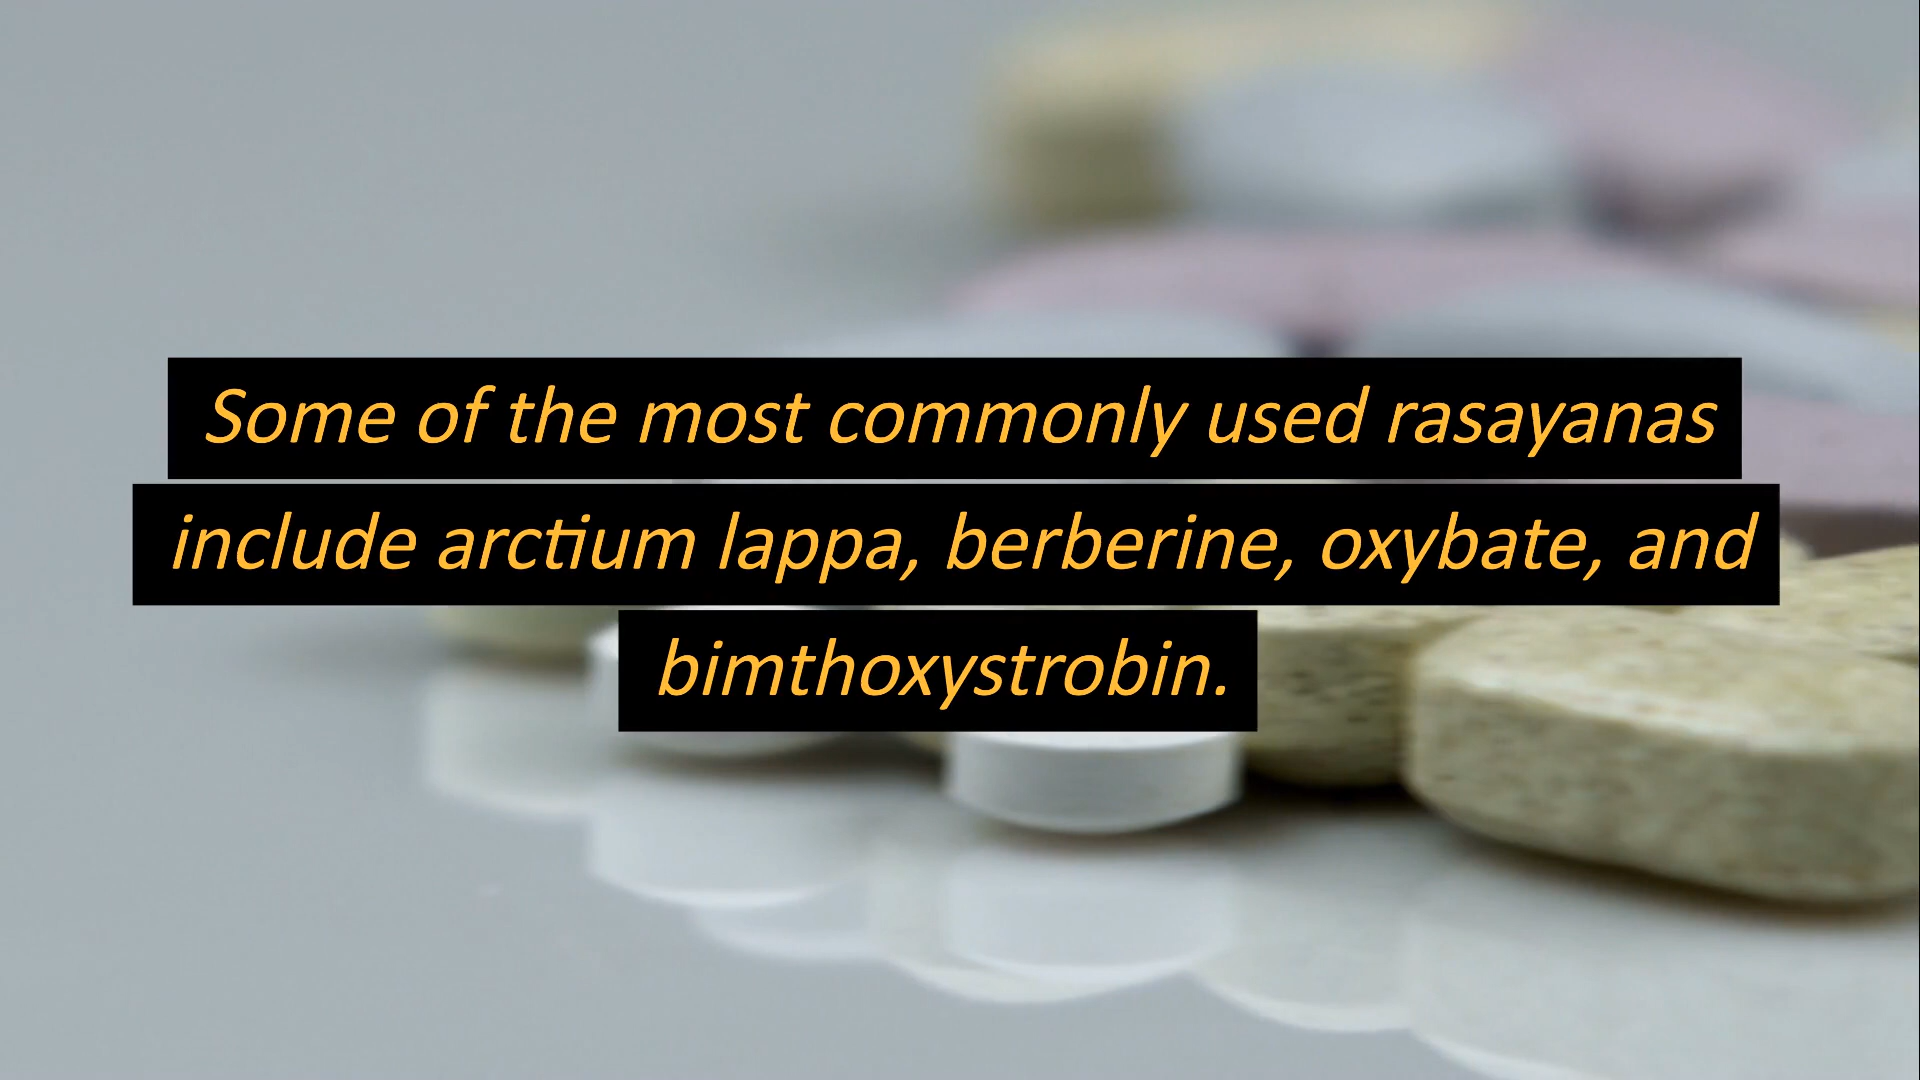 Some of the most commonly used rasayanas
include arctium lappa, berberine, oxybate, and
bimthoxystrobin.